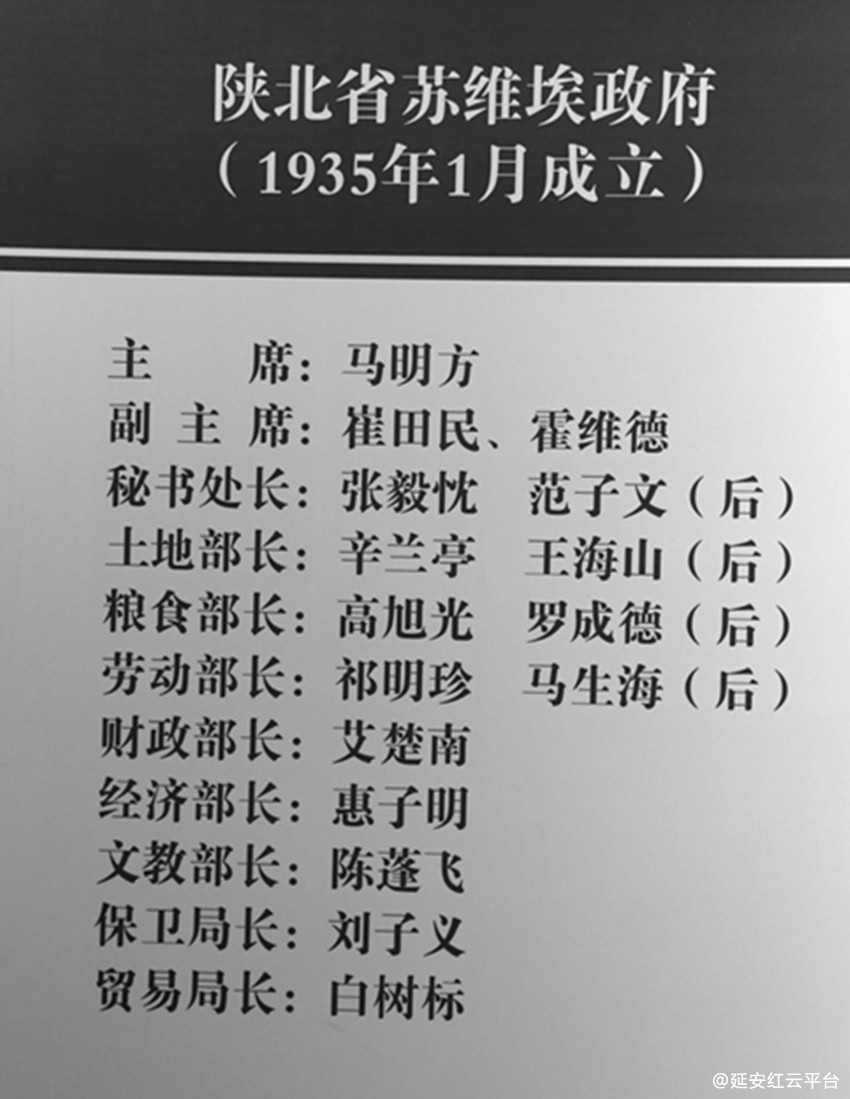 陕北省苏维埃政府
（1935年1月成立）
主　　席：马明方
副 主 席：崔田民、霍维德
秘书处长：张毅忱　范子文（后）
土地部长：辛兰亭　王海山（后）
粮食部长：高旭光　罗成德（后）
劳动部长：祁明珍　马生海（后）
财政部长：艾楚南
经济部长：惠子明
文教部长：陈蓬飞
保卫局长：刘子义
贸易局长：白树标
@延安红云平台